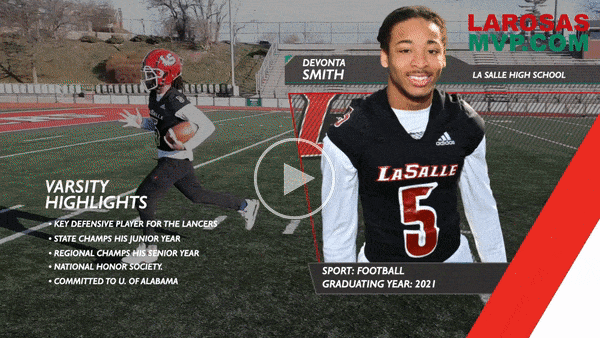 LAROSAS
MVP.COM
DEVONTA
SMITH
LA SALLE HIGH SCHOOL
LS
LASALLE
5
adidas
VARSITY
HIGHLIGHTS
• KEY DEFENSIVE PLAYER FOR THE LANCERS
• STATE CHAMPS HIS JUNIOR YEAR
• REGIONAL CHAMPS HIS SENIOR YEAR
• NATIONAL HONOR SOCIETY.
• COMMITTED TO U. OF ALABAMA
SPORT: FOOTBALL
GRADUATING YEAR: 2021